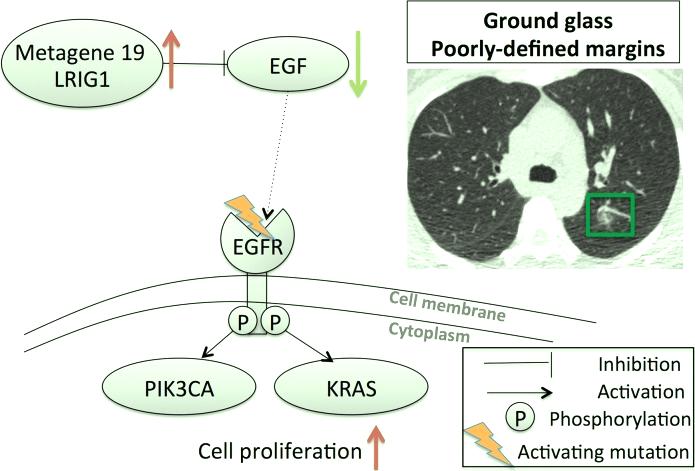 Ground glass
Poorly-defined margins
Metagene 19
LRIG1
EGF
EGFR
Cell membrane
Cytoplasm
P
P
PIK3CA
KRAS
Cell proliferation
Inhibition
Activation
P
Phosphorylation
Activating mutation